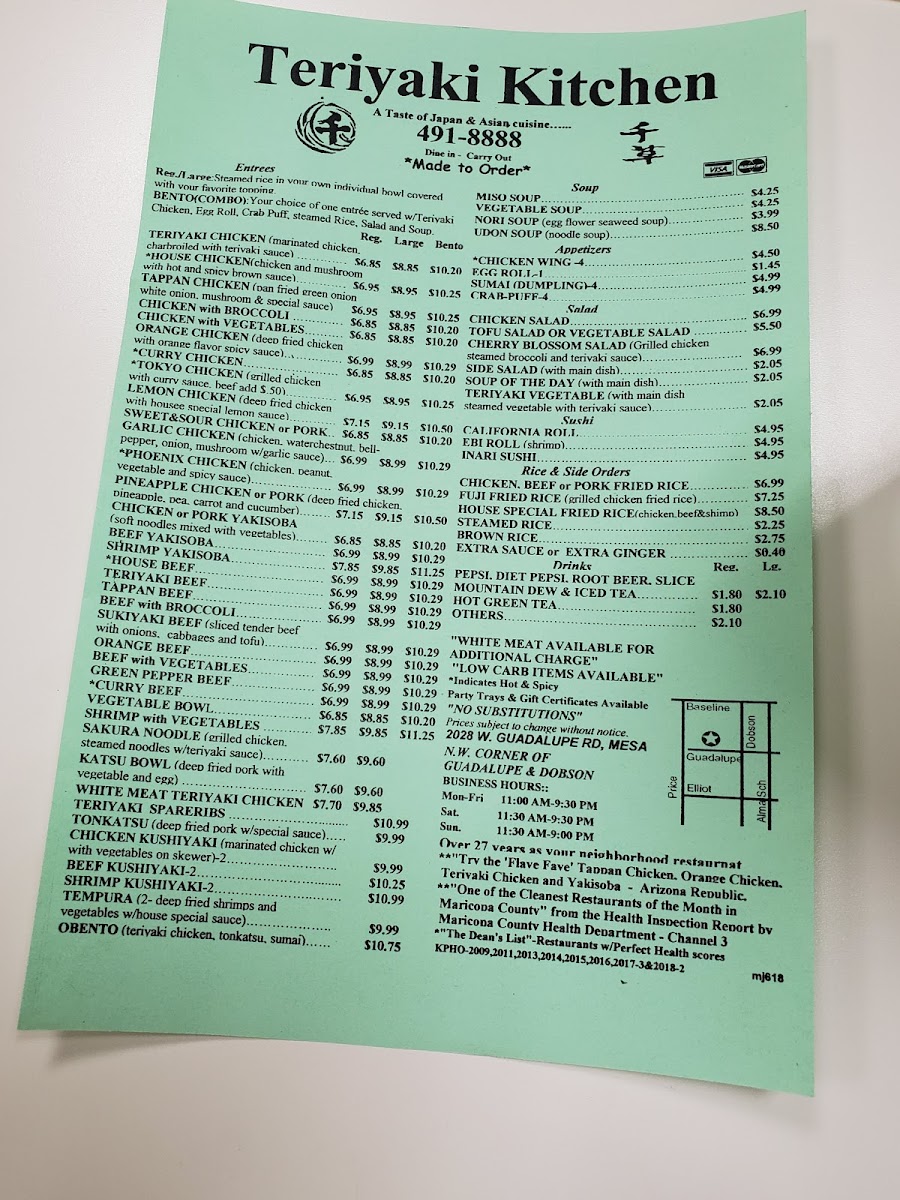 Teriyaki Kitchen
A Taste of Japan & Asian cuisine......
491-8888
Dine in - Carry Out
*Made to Order*
千
千草
VISA
MasterCard
Entrees
Reg./Large:Steamed rice in your own individual bowl covered
with your favorite topping.
BENTO(COMBO):Your choice of one entrée served w/Teriyaki
Chicken, Egg Roll, Crab Puff, steamed Rice, Salad and Soup.
Reg. Large Bento
TERIYAKI CHICKEN (marinated chicken,
charbroiled with teriyaki sauce)............ $6.85 $8.85 $10.20
*HOUSE CHICKEN(chicken and mushroom
with hot and spicy brown sauce)........... $6.95 $8.95 $10.25
TAPPAN CHICKEN (pan fried green onion
white onion, mushroom & special sauce) $6.95 $8.95 $10.25
CHICKEN with BROCCOLI.............. $6.85 $8.85 $10.20
CHICKEN with VEGETABLES.......... $6.85 $8.85 $10.20
ORANGE CHICKEN (deep fried chicken
with orange flavor spicy sauce)............ $6.99 $8.99 $10.29
*CURRY CHICKEN.................... $6.85 $8.85 $10.20
*TOKYO CHICKEN (grilled chicken
with curry sauce, beef add $.50)........... $6.95 $8.95 $10.25
LEMON CHICKEN (deep fried chicken
with housee special lemon sauce).......... $7.15 $9.15 $10.50
SWEET&SOUR CHICKEN or PORK.. $6.85 $8.85 $10.20
GARLIC CHICKEN (chicken, waterchestnut, bell-
pepper, onion, mushroom w/garlic sauce)... $6.99 $8.99 $10.29
*PHOENIX CHICKEN (chicken, peanut,
vegetable and spicy sauce).................. $6.99 $8.99 $10.29
PINEAPPLE CHICKEN or PORK (deep fried chicken,
pineapple, pea, carrot and cucumber)........ $7.15 $9.15 $10.50
CHICKEN or PORK YAKISOBA
(soft noodles mixed with vegetables)....... $6.85 $8.85 $10.20
BEEF YAKISOBA..................... $6.99 $8.99 $10.29
SHRIMP YAKISOBA.................. $7.85 $9.85 $11.25
*HOUSE BEEF....................... $6.99 $8.99 $10.29
TERIYAKI BEEF..................... $6.99 $8.99 $10.29
TAPPAN BEEF....................... $6.99 $8.99 $10.29
BEEF with BROCCOLI............... $6.99 $8.99 $10.29
SUKIYAKI BEEF (sliced tender beef
with onions, cabbages and tofu)............ $6.99 $8.99 $10.29
ORANGE BEEF...................... $6.99 $8.99 $10.29
BEEF with VEGETABLES............ $6.99 $8.99 $10.29
GREEN PEPPER BEEF............... $6.99 $8.99 $10.29
*CURRY BEEF....................... $6.99 $8.99 $10.29
VEGETABLE BOWL................. $6.85 $8.85 $10.20
SHRIMP with VEGETABLES ........ $7.85 $9.85 $11.25
SAKURA NOODLE (grilled chicken,
steamed noodles w/teriyaki sauce)........ $7.60 $9.60
KATSU BOWL (deep fried pork with
vegetable and egg) ........................ $7.60 $9.60
WHITE MEAT TERIYAKI CHICKEN $7.70 $9.85
TERIYAKI SPARERIBS .............................. $10.99
TONKATSU (deep fried pork w/special sauce)..... $9.99
CHICKEN KUSHIYAKI (marinated chicken w/
with vegetables on skewer)-2........................ $9.99
BEEF KUSHIYAKI-2................................ $10.25
SHRIMP KUSHIYAKI-2............................ $10.99
TEMPURA (2- deep fried shrimps and
vegetables w/house special sauce)................... $9.99
OBENTO (teriyaki chicken, tonkatsu, sumai)...... $10.75
Soup
MISO SOUP........................................ $4.25
VEGETABLE SOUP............................... $4.25
NORI SOUP (egg flower seaweed soup)............ $3.99
UDON SOUP (noodle soup)........................ $8.50
Appetizers
*CHICKEN WING -4............................... $4.50
EGG ROLL-1....................................... $1.45
SUMAI (DUMPLING)-4........................... $4.99
CRAB-PUFF-4..................................... $4.99
Salad
CHICKEN SALAD................................. $6.99
TOFU SALAD OR VEGETABLE SALAD .......... $5.50
CHERRY BLOSSOM SALAD (Grilled chicken
steamed broccoli and teriyaki sauce)................ $6.99
SIDE SALAD (with main dish)..................... $2.05
SOUP OF THE DAY (with main dish)............. $2.05
TERIYAKI VEGETABLE (with main dish
steamed vegetable with teriyaki sauce)............. $2.05
Sushi
CALIFORNIA ROLL.............................. $4.95
EBI ROLL (shrimp)................................ $4.95
INARI SUSHI...................................... $4.95
Rice & Side Orders
CHICKEN, BEEF or PORK FRIED RICE.......... $6.99
FUJI FRIED RICE (grilled chicken fried rice)........ $7.25
HOUSE SPECIAL FRIED RICE(chicken,beef&shimp) $8.50
STEAMED RICE.................................. $2.25
BROWN RICE..................................... $2.75
EXTRA SAUCE or EXTRA GINGER ............... $0.40
Drinks Reg. Lg.
PEPSI, DIET PEPSI, ROOT BEER, SLICE
MOUNTAIN DEW & ICED TEA............ $1.80 $2.10
HOT GREEN TEA......................... $1.80
OTHERS.................................. $2.10
"WHITE MEAT AVAILABLE FOR
ADDITIONAL CHARGE"
"LOW CARB ITEMS AVAILABLE"
*Indicates Hot & Spicy
Party Trays & Gift Certificates Available
"NO SUBSTITUTIONS"
Prices subject to change without notice.
2028 W. GUADALUPE RD, MESA
N.W. CORNER OF
GUADALUPE & DOBSON
BUSINESS HOURS::
Mon-Fri 11:00 AM-9:30 PM
Sat. 11:30 AM-9:30 PM
Sun. 11:30 AM-9:00 PM
Baseline
Dobson
Guadalupe
Elliot
Price
Alma Sch
Over 27 years as your neighborhood restaurnat
**"Try the 'Flave Fave' Tappan Chicken, Orange Chicken,
Teriyaki Chicken and Yakisoba - Arizona Republic.
**"One of the Cleanest Restaurants of the Month in
Maricopa County" from the Health Inspection Report by
Maricopa County Health Department - Channel 3
*"The Dean's List"-Restaurants w/Perfect Health scores
KPHO-2009,2011,2013,2014,2015,2016,2017-3&2018-2
mj618